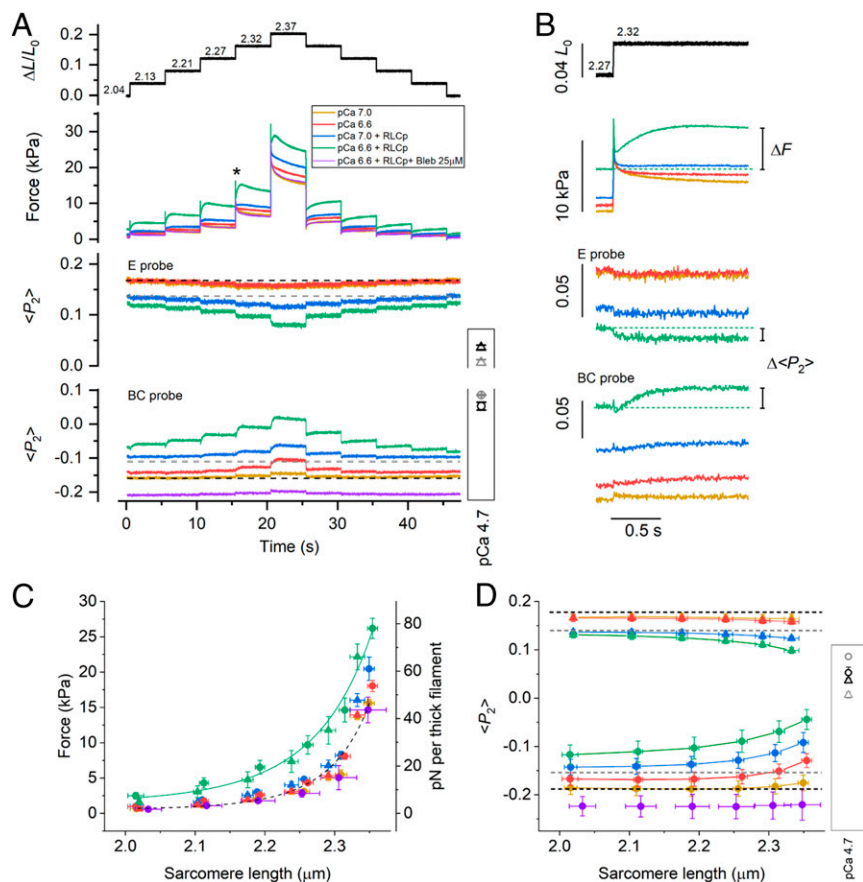 A
ΔL/L0
0.2
0.1
0.0
2.04
2.13
2.21
2.27
2.32
2.37
pCa 7.0
pCa 6.6
pCa 7.0 + RLCp
pCa 6.6 + RLCp
pCa 6.6 + RLCp+ Bleb 25μM
Force (kPa)
30
20
10
0
*
<P2>
0.2
0.1
0.0
E probe
<P2>
0.1
0.0
-0.1
-0.2
BC probe
0
10
20
30
40
Time (s)
pCa 4.7
B
0.04 L0
2.27
2.32
10 kPa
ΔF
E probe
0.05
Δ<P2>
BC probe
0.05
0.5 s
C
Force (kPa)
30
25
20
15
10
5
0
80
60
40
20
0
pN per thick filament
2.0
2.1
2.2
2.3
Sarcomere length (μm)
D
<P2>
0.2
0.1
0.0
-0.1
-0.2
2.0
2.1
2.2
2.3
Sarcomere length (μm)
pCa 4.7